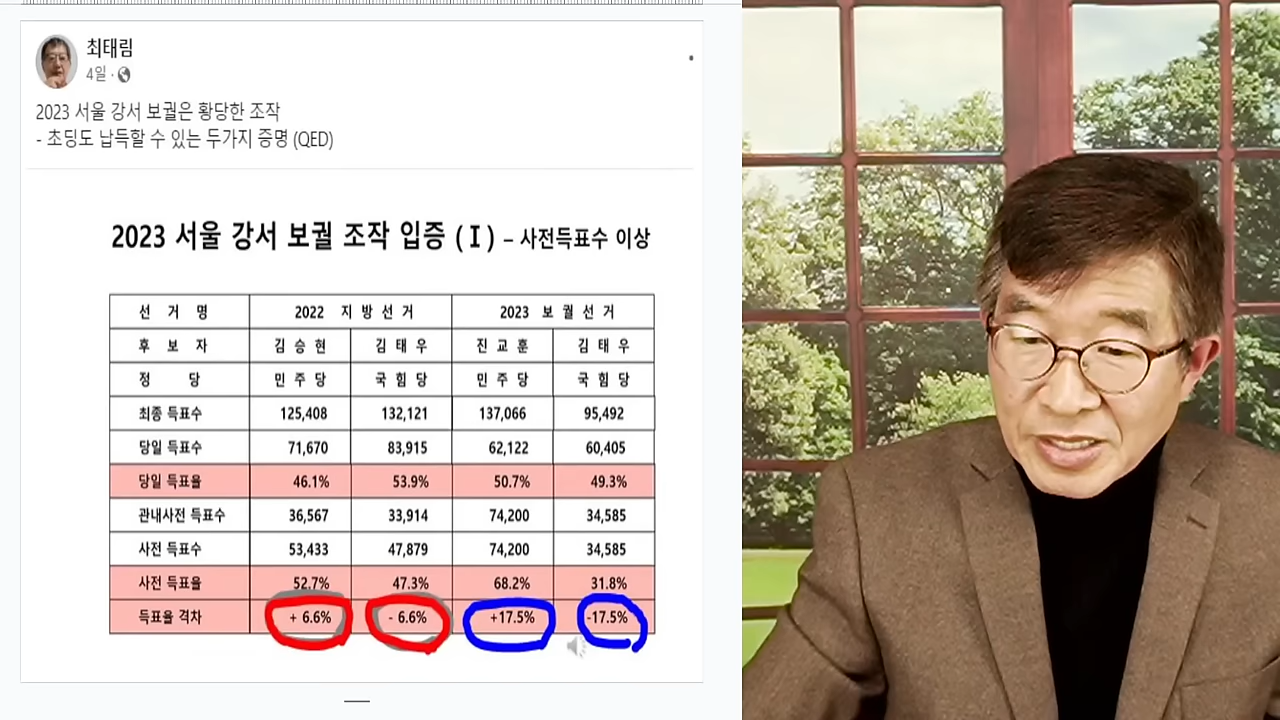 최태림
4일 ·
2023 서울 강서 보궐은 황당한 조작
- 초딩도 납득할 수 있는 두가지 증명 (QED)
2023 서울 강서 보궐 조작 입증 ( I ) – 사전득표수 이상
선 거 명 2022 지 방 선 거 2023 보 궐 선 거
후 보 자 김 승 현 김 태 우 진 교 훈 김 태 우
정 당 민 주 당 국 힘 당 민 주 당 국 힘 당
최종 득표수 125,408 132,121 137,066 95,492
당일 득표수 71,670 83,915 62,122 60,405
당일 득표율 46.1% 53.9% 50.7% 49.3%
관내사전 득표수 36,567 33,914 74,200 34,585
사전 득표수 53,433 47,879 74,200 34,585
사전 득표율 52.7% 47.3% 68.2% 31.8%
득표율 격차 + 6.6% - 6.6% +17.5% -17.5%